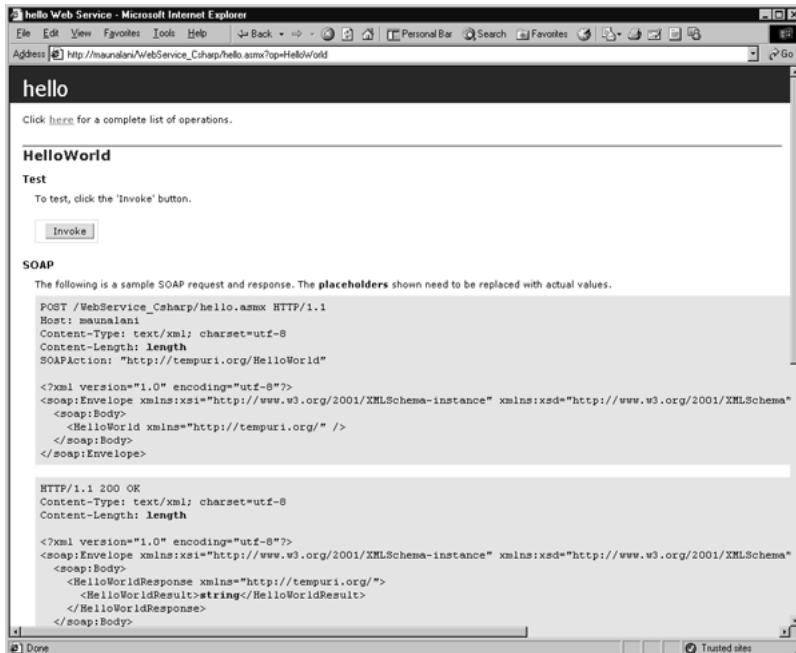 hello Web Service - Microsoft Internet Explorer
File Edit View Favorites Tools Help Back Personal Bar Search Favorites
Address http://maunalani/WebService_Csharp/hello.asmx?op=HelloWorld Go
hello
Click here for a complete list of operations.
HelloWorld
Test
To test, click the 'Invoke' button.
Invoke
SOAP
The following is a sample SOAP request and response. The placeholders shown need to be replaced with actual values.
POST /WebService_Csharp/hello.asmx HTTP/1.1
Host: maunalani
Content-Type: text/xml; charset=utf-8
Content-Length: length
SOAPAction: "http://tempuri.org/HelloWorld"
<?xml version="1.0" encoding="utf-8"?>
<soap:Envelope xmlns:xsi="http://www.w3.org/2001/XMLSchema-instance" xmlns:xsd="http://www.w3.org/2001/XMLSchema"
<soap:Body>
<HelloWorld xmlns="http://tempuri.org/" />
</soap:Body>
</soap:Envelope>
HTTP/1.1 200 OK
Content-Type: text/xml; charset=utf-8
Content-Length: length
<?xml version="1.0" encoding="utf-8"?>
<soap:Envelope xmlns:xsi="http://www.w3.org/2001/XMLSchema-instance" xmlns:xsd="http://www.w3.org/2001/XMLSchema"
<soap:Body>
<HelloWorldResponse xmlns="http://tempuri.org/">
<HelloWorldResult>string</HelloWorldResult>
</HelloWorldResponse>
</soap:Body>
Done Trusted sites